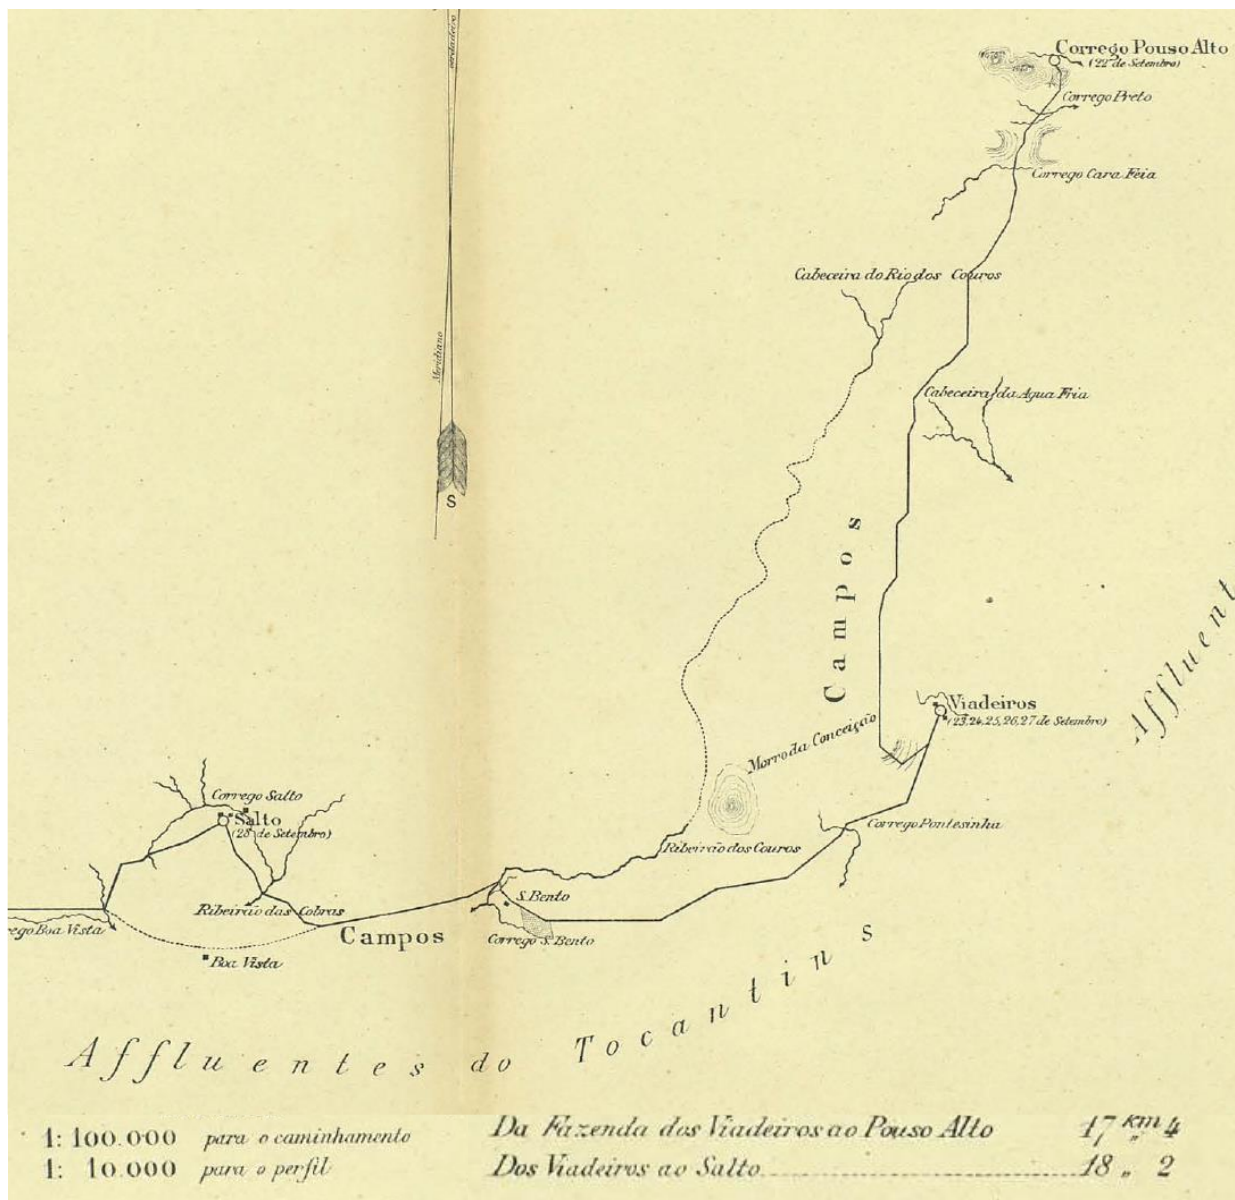 verdadeiro
Corrego Pouso Alto
(22 de Setembro)
Corrego Preto
Corrego Cara Feia
Cabeceira do Rio dos Couros
Meridiano
Cabeceira da Agua Fria
S
Campos
Affluent
Viadeiros
(23,24,25,26,27 de Setembro)
Morro da Conceição
Corrego Salto
Salto
(28 de Setembro)
Corrego Pontesinha
Ribeirão dos Couros
S. Bento
Ribeirão das Cobras
Campos
Corrego S. Bento
rego Boa Vista
Boa Vista
Affluentes do Tocantins
1: 100.000 para o caminhamento
1: 10.000 para o perfil
Da Fazenda dos Viadeiros ao Pouso Alto 17 km 4
Dos Viadeiros ao Salto 18 „ 2